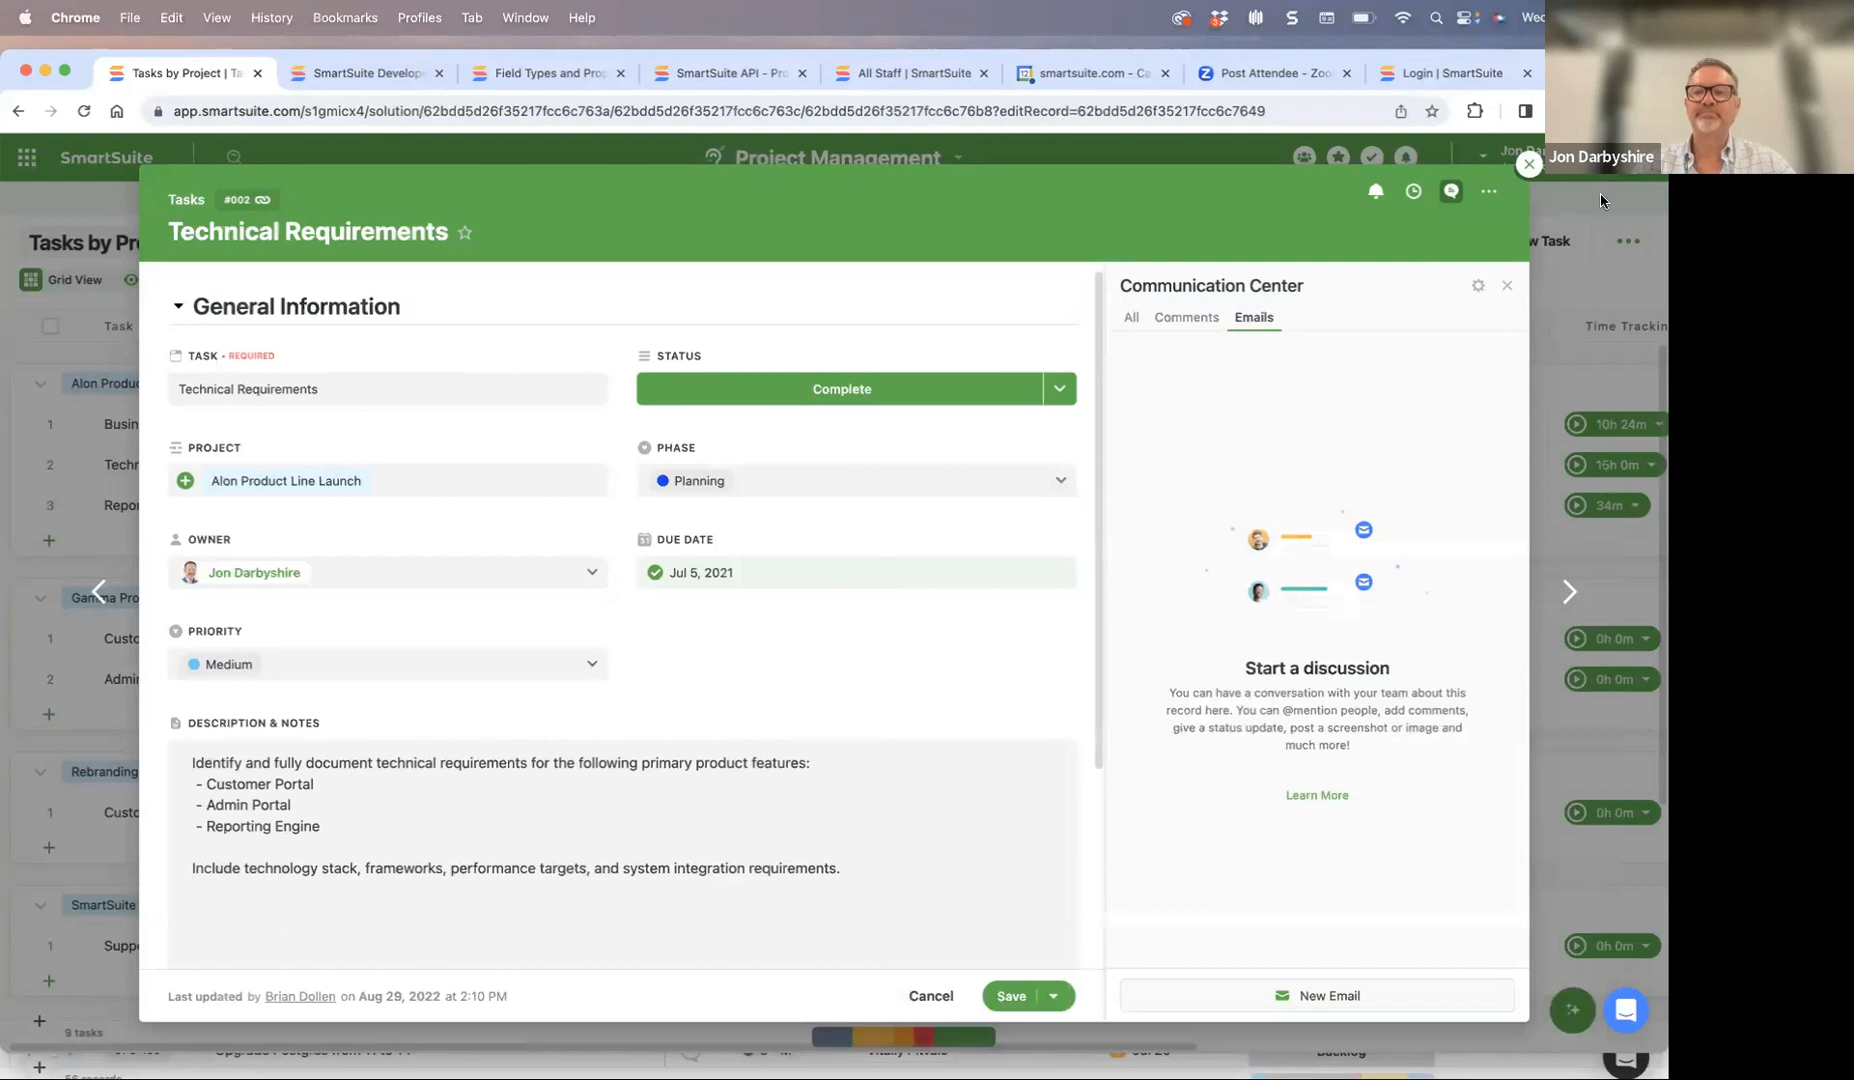 Chrome File Edit View History Bookmarks Profiles Tab Window Help
Tasks by Project | Ta
SmartSuite Develop
Field Types and Prop
SmartSuite API - Pro
All Staff | SmartSuite
smartsuite.com - Ca
Post Attendee - Zoo
Login | SmartSuite
app.smartsuite.com/s1gmicx4/solution/62bdd5d26f35217fcc6c763a/62bdd5d26f35217fcc6c763c/62bdd5d26f35217fcc6c76b8?editRecord=62bdd5d26f35217fcc6c7649
Jon Darbyshire
SmartSuite
Project Management
Tasks #002
Technical Requirements
Tasks by Pr
w Task
Grid View
Task
Time Trackin
General Information
TASK • REQUIRED
Technical Requirements
STATUS
Complete
PROJECT
Alon Product Line Launch
PHASE
Planning
OWNER
Jon Darbyshire
DUE DATE
Jul 5, 2021
PRIORITY
Medium
DESCRIPTION & NOTES
Identify and fully document technical requirements for the following primary product features:
- Customer Portal
- Admin Portal
- Reporting Engine
Include technology stack, frameworks, performance targets, and system integration requirements.
Last updated by Brian Dollen on Aug 29, 2022 at 2:10 PM
Cancel
Save
Communication Center
All Comments Emails
Start a discussion
You can have a conversation with your team about this
record here. You can @mention people, add comments,
give a status update, post a screenshot or image and
much more!
Learn More
New Email
Alon Produc
1 Busin 10h 24m
2 Techn 15h 0m
3 Repor 34m
Gamma Pro
1 Custo 0h 0m
2 Admin 0h 0m
Rebranding
1 Custo 0h 0m
SmartSuite
1 Suppo 0h 0m
9 tasks
Backlog